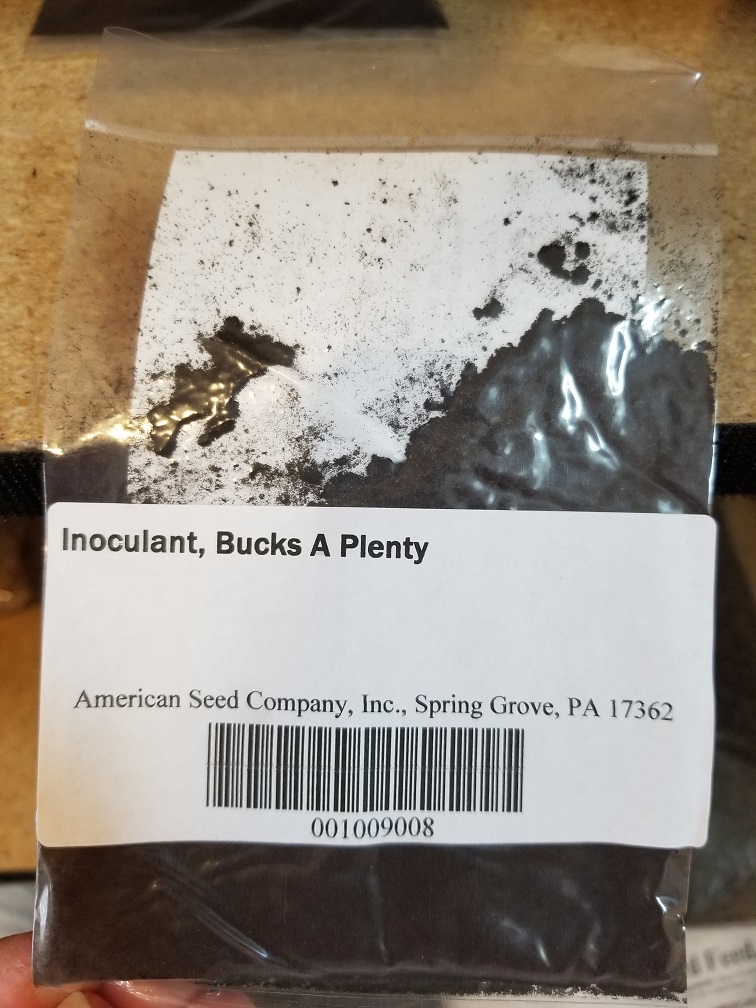 Inoculant, Bucks A Plenty
American Seed Company, Inc., Spring Grove, PA 17362
001009008